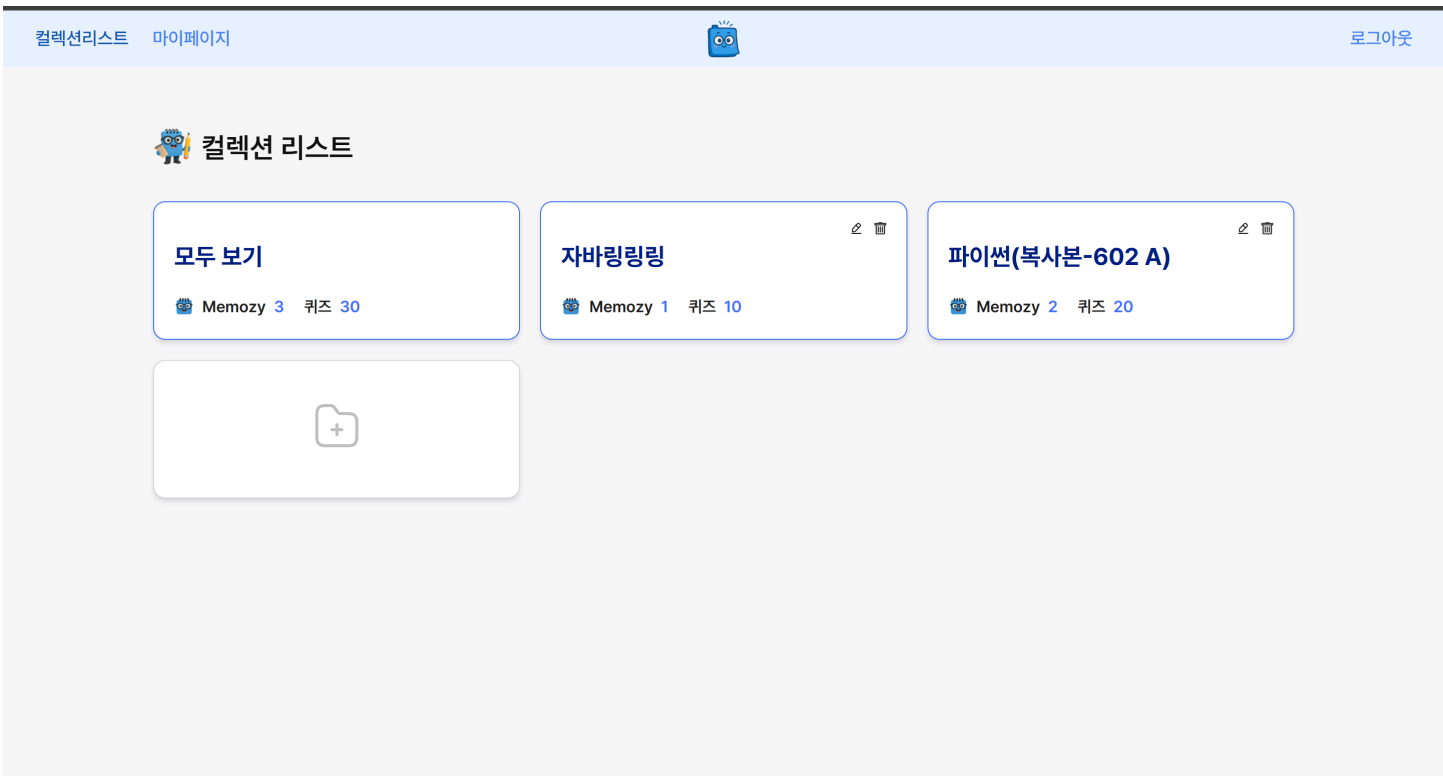 컬렉션리스트 마이페이지 로그아웃
컬렉션 리스트
모두 보기
Memozy 3 퀴즈 30
자바링링링
Memozy 1 퀴즈 10
파이썬(복사본-602 A)
Memozy 2 퀴즈 20